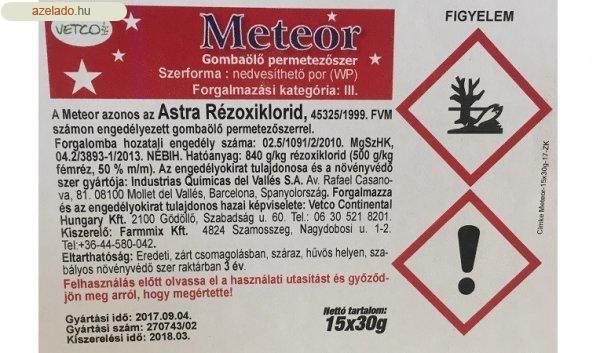 azelado.hu
VETCO
Meteor
Gombaölő permetezőszer
Szerforma : nedvesíthető por (WP)
Forgalmazási kategória: III.
FIGYELEM
A Meteor azonos az Astra Rézoxiklorid, 45325/1999. FVM
számon engedélyezett gombaölő permetezőszerrel.
Forgalomba hozatali engedély száma: 02.5/1091/2/2010. MgSzHK,
04.2/3893-1/2013. NÉBIH. Hatóanyag: 840 g/kg rézoxiklorid (500 g/kg
fémréz, 50 % m/m). Az engedélyokirat tulajdonosa és a növényvédő
szer gyártója: Industrias Quimicas del Vallés S.A. Av. Rafael Casano-
va, 81. 08100 Mollet del Vallés, Barcelona, Spanyolország. Forgalmazza
és az engedélyokirat tulajdonos hazai képviselete: Vetco Continental
Hungary Kft. 2100 Gödöllő, Szabadság u. 60. Tel.: 06 30 521 8201.
Kiszerelő: Farmmix Kft. 4824 Szamosszeg, Nagydobosi u. 1-2.
Tel:+36-44-580-042.
Eltarthatóság: Eredeti, zárt csomagolásban, száraz, hűvös helyen, sza-
bályos növényvédő szer raktárban 3 év.
Felhasználás előtt olvassa el a használati utasítást és győződ-
jön meg arról, hogy megértette!
Gyártási idő: 2017.09.04.
Gyártási szám: 270743/02
Kiszerelési idő: 2018.03.
Nettó tartalom:
15x30g
Címke Meteor-15x30g-17-ZK